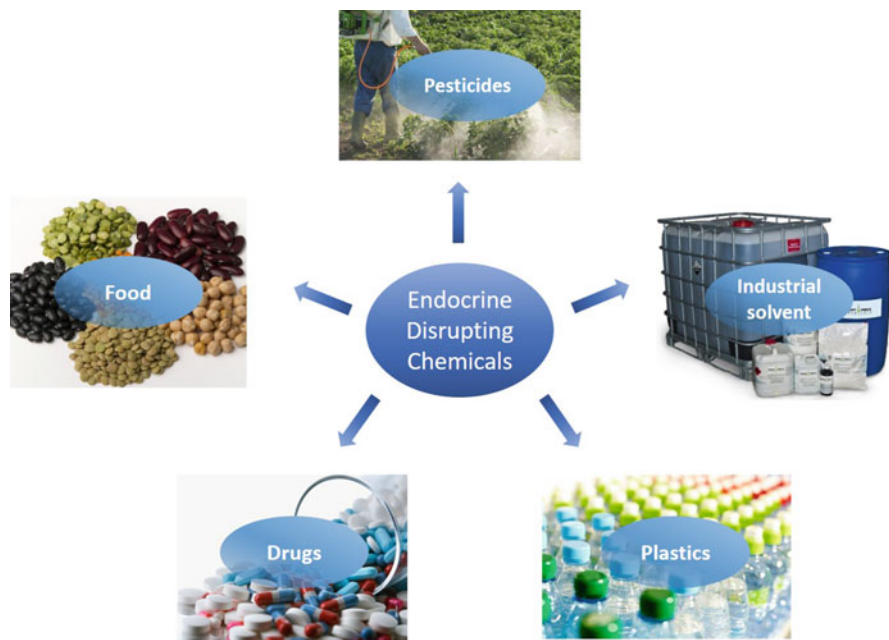 Pesticides
Food
Endocrine
Disrupting
Chemicals
Industrial
solvent
Drugs
Plastics